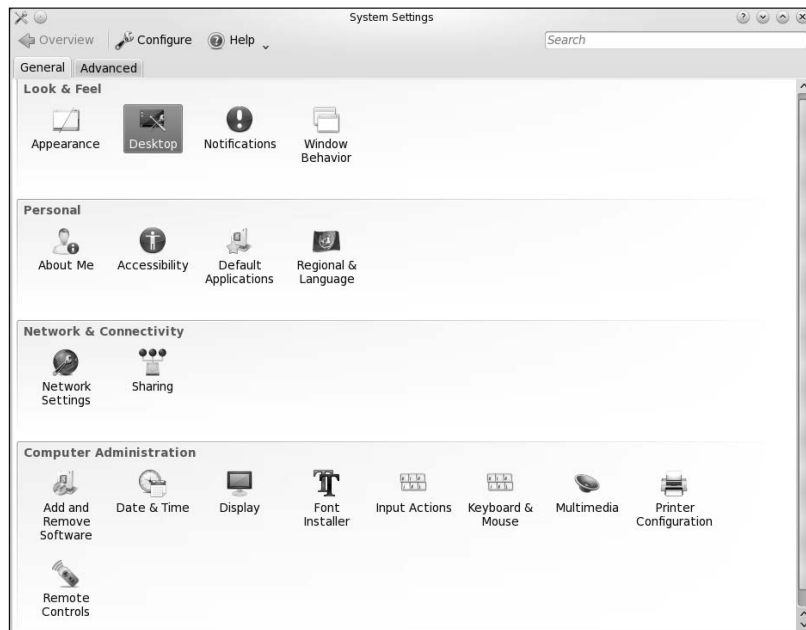 System Settings
Overview Configure Help Search
General Advanced
Look & Feel
Appearance Desktop Notifications Window
Behavior
Personal
About Me Accessibility Default Regional &
Applications Language
Network & Connectivity
Network Sharing
Settings
Computer Administration
Add and Date & Time Display Font Input Actions Keyboard & Multimedia Printer
Remove Installer Mouse Configuration
Software
Remote
Controls